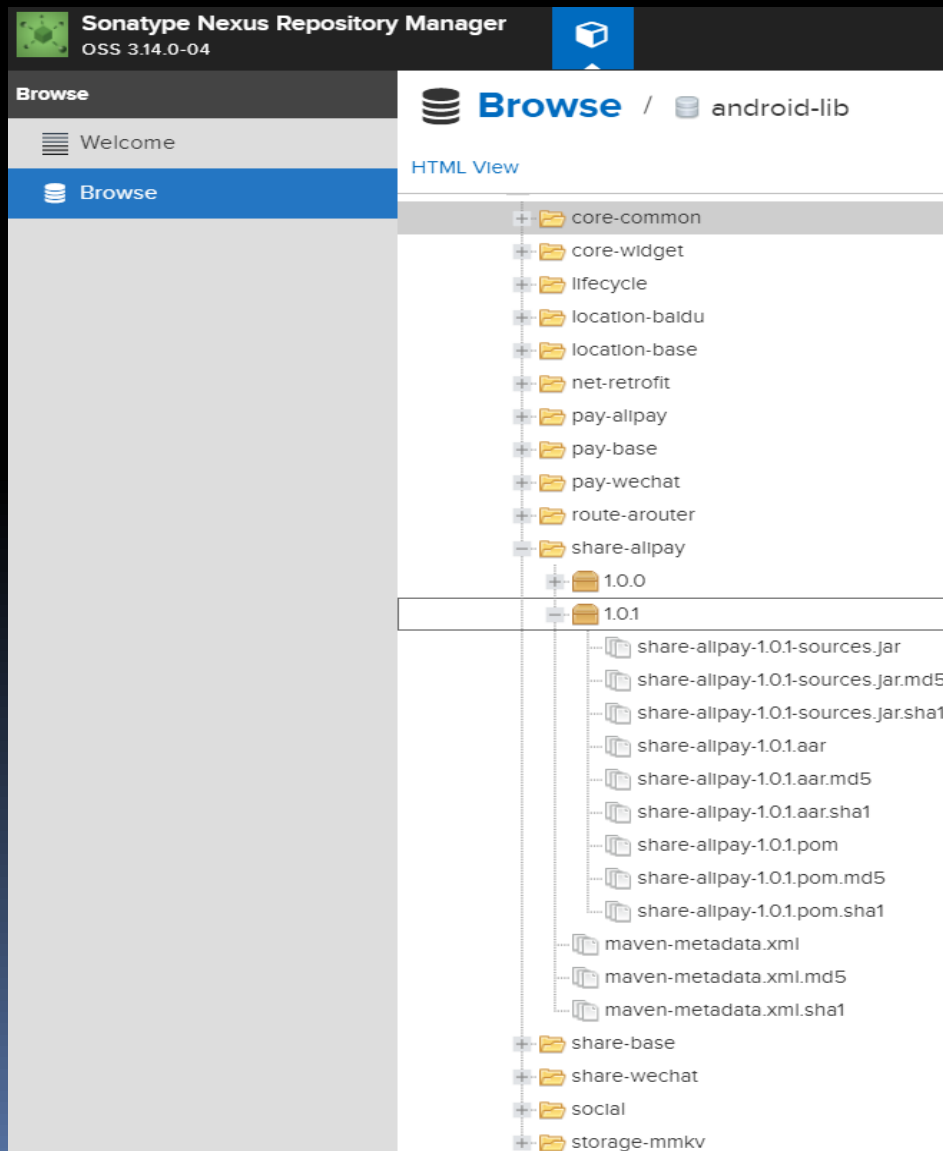 Sonatype Nexus Repository Manager
OSS 3.14.0-04
Browse
Welcome
Browse
Browse / android-lib
HTML View
core-common
core-widget
lifecycle
location-baidu
location-base
net-retrofit
pay-alipay
pay-base
pay-wechat
route-arouter
share-alipay
1.0.0
1.0.1
share-alipay-1.0.1-sources.jar
share-alipay-1.0.1-sources.jar.md5
share-alipay-1.0.1-sources.jar.sha1
share-alipay-1.0.1.aar
share-alipay-1.0.1.aar.md5
share-alipay-1.0.1.aar.sha1
share-alipay-1.0.1.pom
share-alipay-1.0.1.pom.md5
share-alipay-1.0.1.pom.sha1
maven-metadata.xml
maven-metadata.xml.md5
maven-metadata.xml.sha1
share-base
share-wechat
social
storage-mmkv